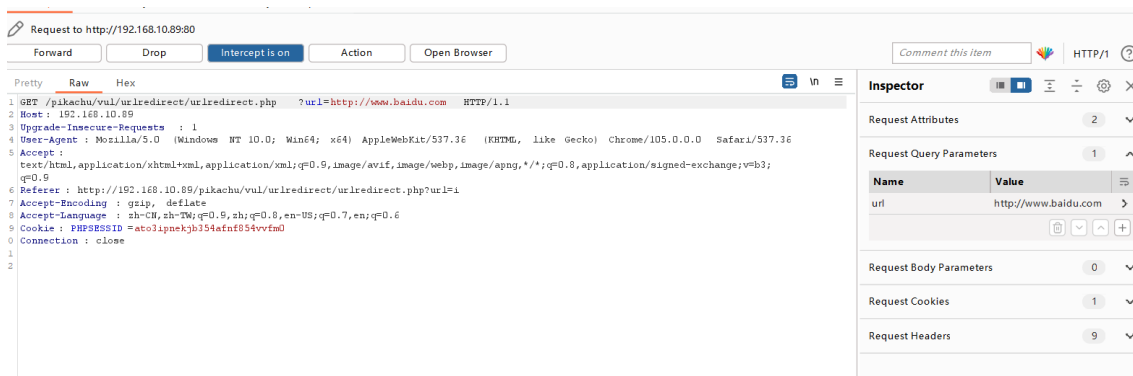 Request to http://192.168.10.89:80
Forward Drop Intercept is on Action Open Browser Comment this item HTTP/1 ?
Pretty Raw Hex \n
1 GET /pikachu/vul/urlredirect/urlredirect.php ?url=http://www.baidu.com HTTP/1.1
2 Host: 192.168.10.89
3 Upgrade-Insecure-Requests : 1
4 User-Agent : Mozilla/5.0 (Windows NT 10.0; Win64; x64) AppleWebKit/537.36 (KHTML, like Gecko) Chrome/105.0.0.0 Safari/537.36
5 Accept :
text/html,application/xhtml+xml,application/xml;q=0.9,image/avif,image/webp,image/apng,*/*;q=0.8,application/signed-exchange;v=b3;
q=0.9
6 Referer : http://192.168.10.89/pikachu/vul/urlredirect/urlredirect.php?url=i
7 Accept-Encoding : gzip, deflate
8 Accept-Language : zh-CN,zh-TW;q=0.9,zh;q=0.8,en-US;q=0.7,en;q=0.6
9 Cookie : PHPSESSID =ato3ipnekjb354afnf854vvfm0
0 Connection : close
1
2
Inspector
Request Attributes 2
Request Query Parameters 1
Name Value
url http://www.baidu.com
Request Body Parameters 0
Request Cookies 1
Request Headers 9